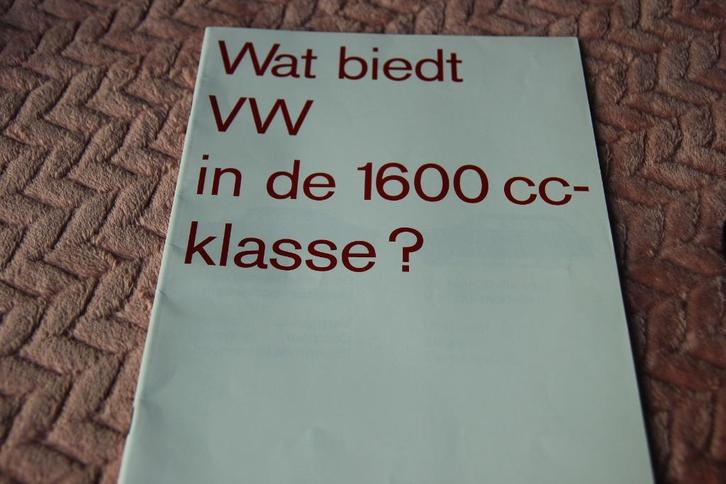 Wat biedt
VW
in de 1600 cc-
klasse?